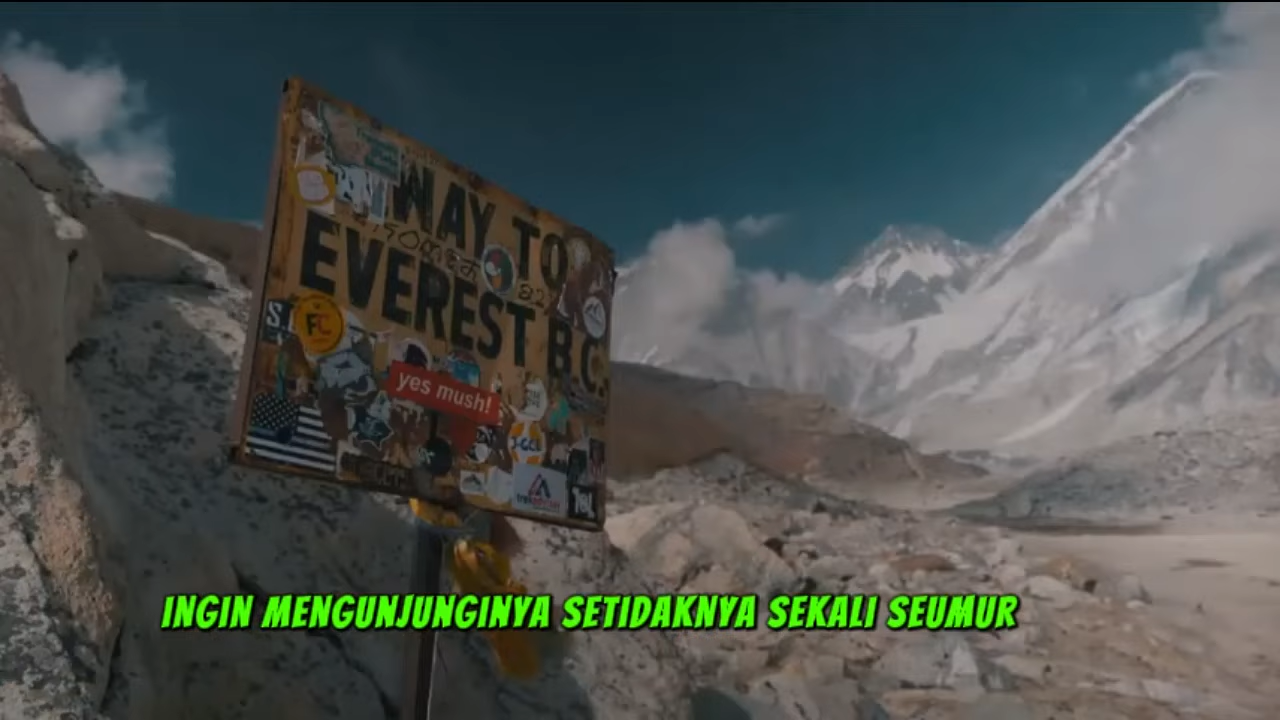 WAY TO
EVEREST B.C.
yes mush!
INGIN MENGUNJUNGINYA SETIDAKNYA SEKALI SEUMUR